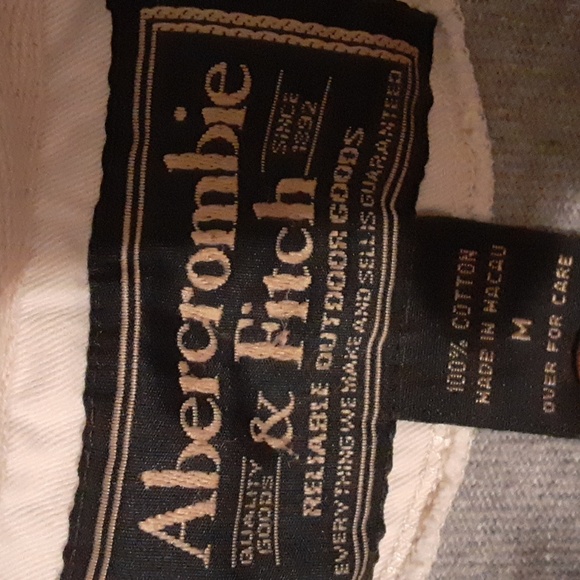 Abercrombie
& Fitch
SINCE
1892
QUALITY
GOODS
RELIABLE OUTDOOR GOODS
EVERYTHING WE MAKE AND SELL IS GUARANTEED
100% COTTON
MADE IN MACAU
M
OVER FOR CARE